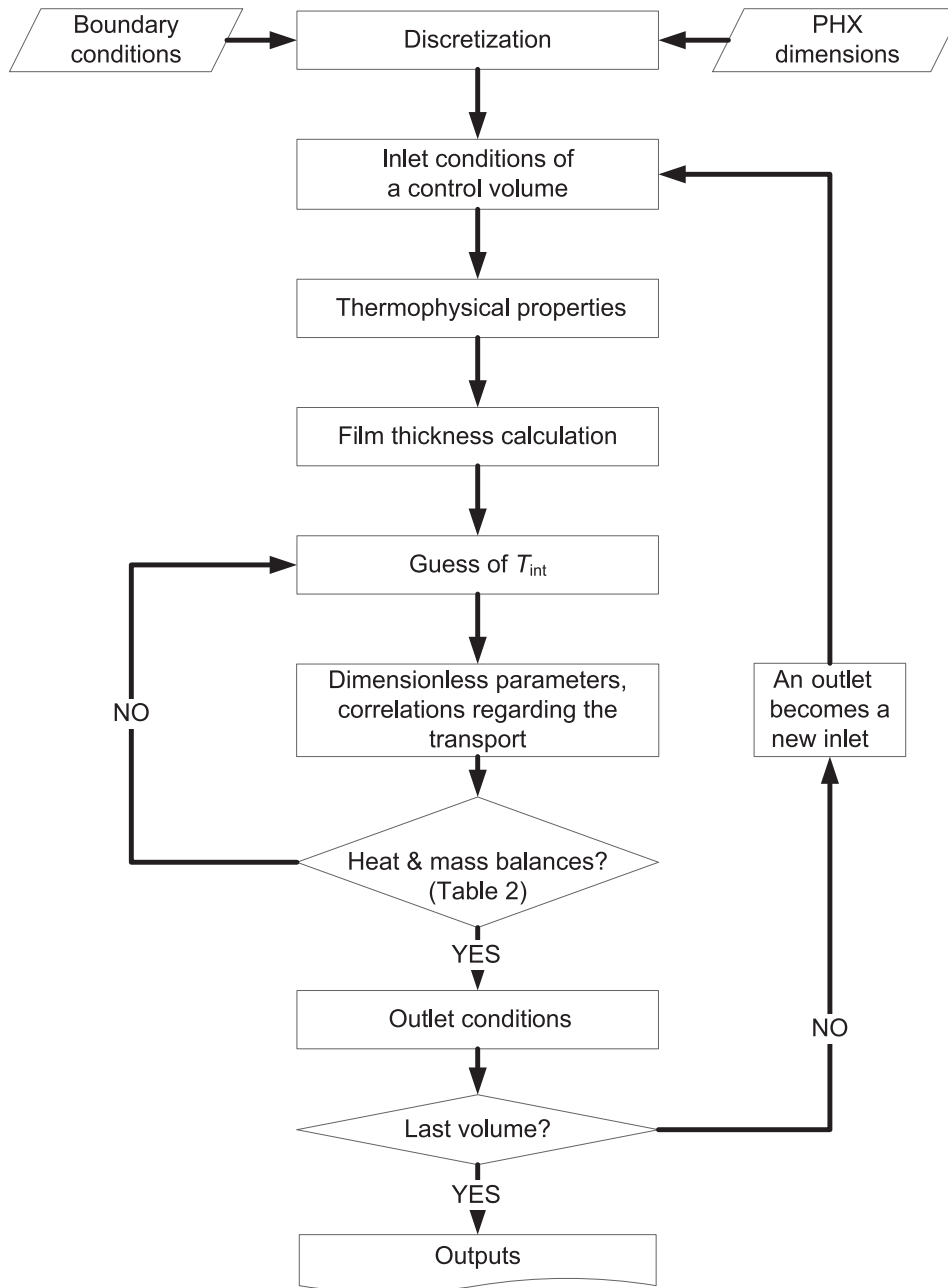 Boundary
conditions
Discretization
PHX
dimensions
Inlet conditions of
a control volume
Thermophysical properties
Film thickness calculation
Guess of Tint
Dimensionless parameters,
correlations regarding the
transport
An outlet
becomes a
new inlet
NO
Heat & mass balances?
(Table 2)
YES
Outlet conditions
NO
Last volume?
YES
Outputs